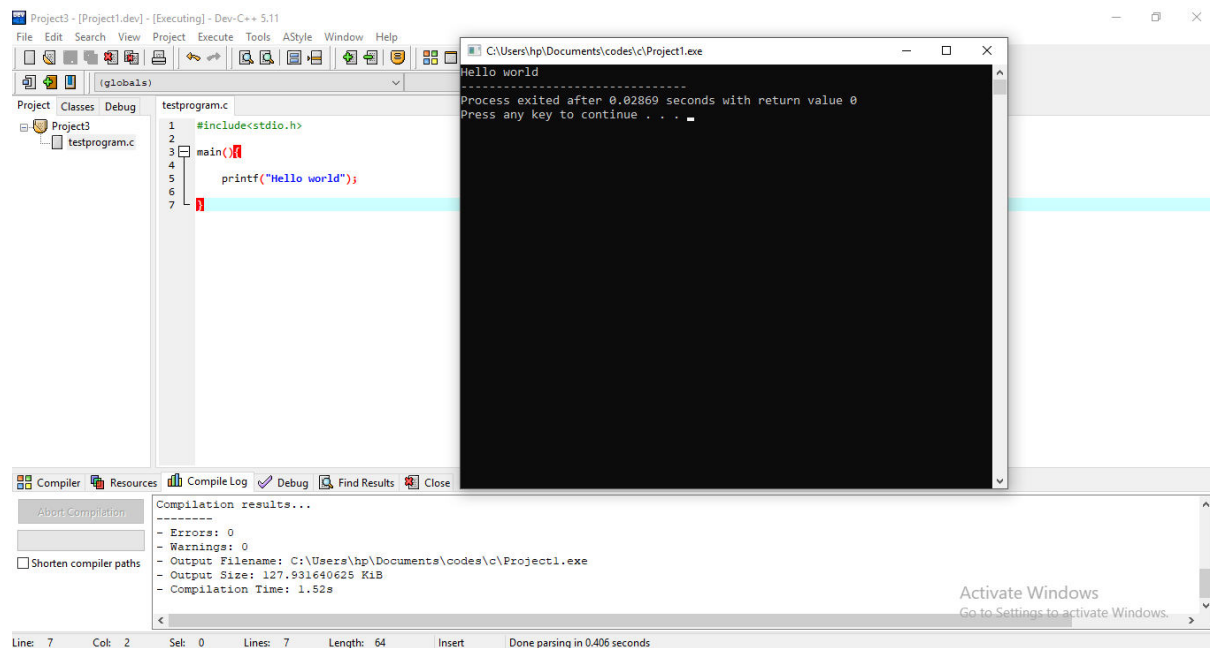 Project3 - [Project1.dev] - [Executing] - Dev-C++ 5.11
File Edit Search View Project Execute Tools AStyle Window Help
(globals)
Project Classes Debug
Project3
testprogram.c
testprogram.c
1 #include<stdio.h>
2
3 main(){
4
5 printf("Hello world");
6
7 }
C:\Users\hp\Documents\codes\c\Project1.exe
Hello world
--------------------------------
Process exited after 0.02869 seconds with return value 0
Press any key to continue . . .
Compiler Resources Compile Log Debug Find Results Close
Abort Compilation
Shorten compiler paths
Compilation results...
--------
- Errors: 0
- Warnings: 0
- Output Filename: C:\Users\hp\Documents\codes\c\Project1.exe
- Output Size: 127.931640625 KiB
- Compilation Time: 1.52s
Activate Windows
Go to Settings to activate Windows.
Line: 7 Col: 2 Sel: 0 Lines: 7 Length: 64 Insert Done parsing in 0.406 seconds